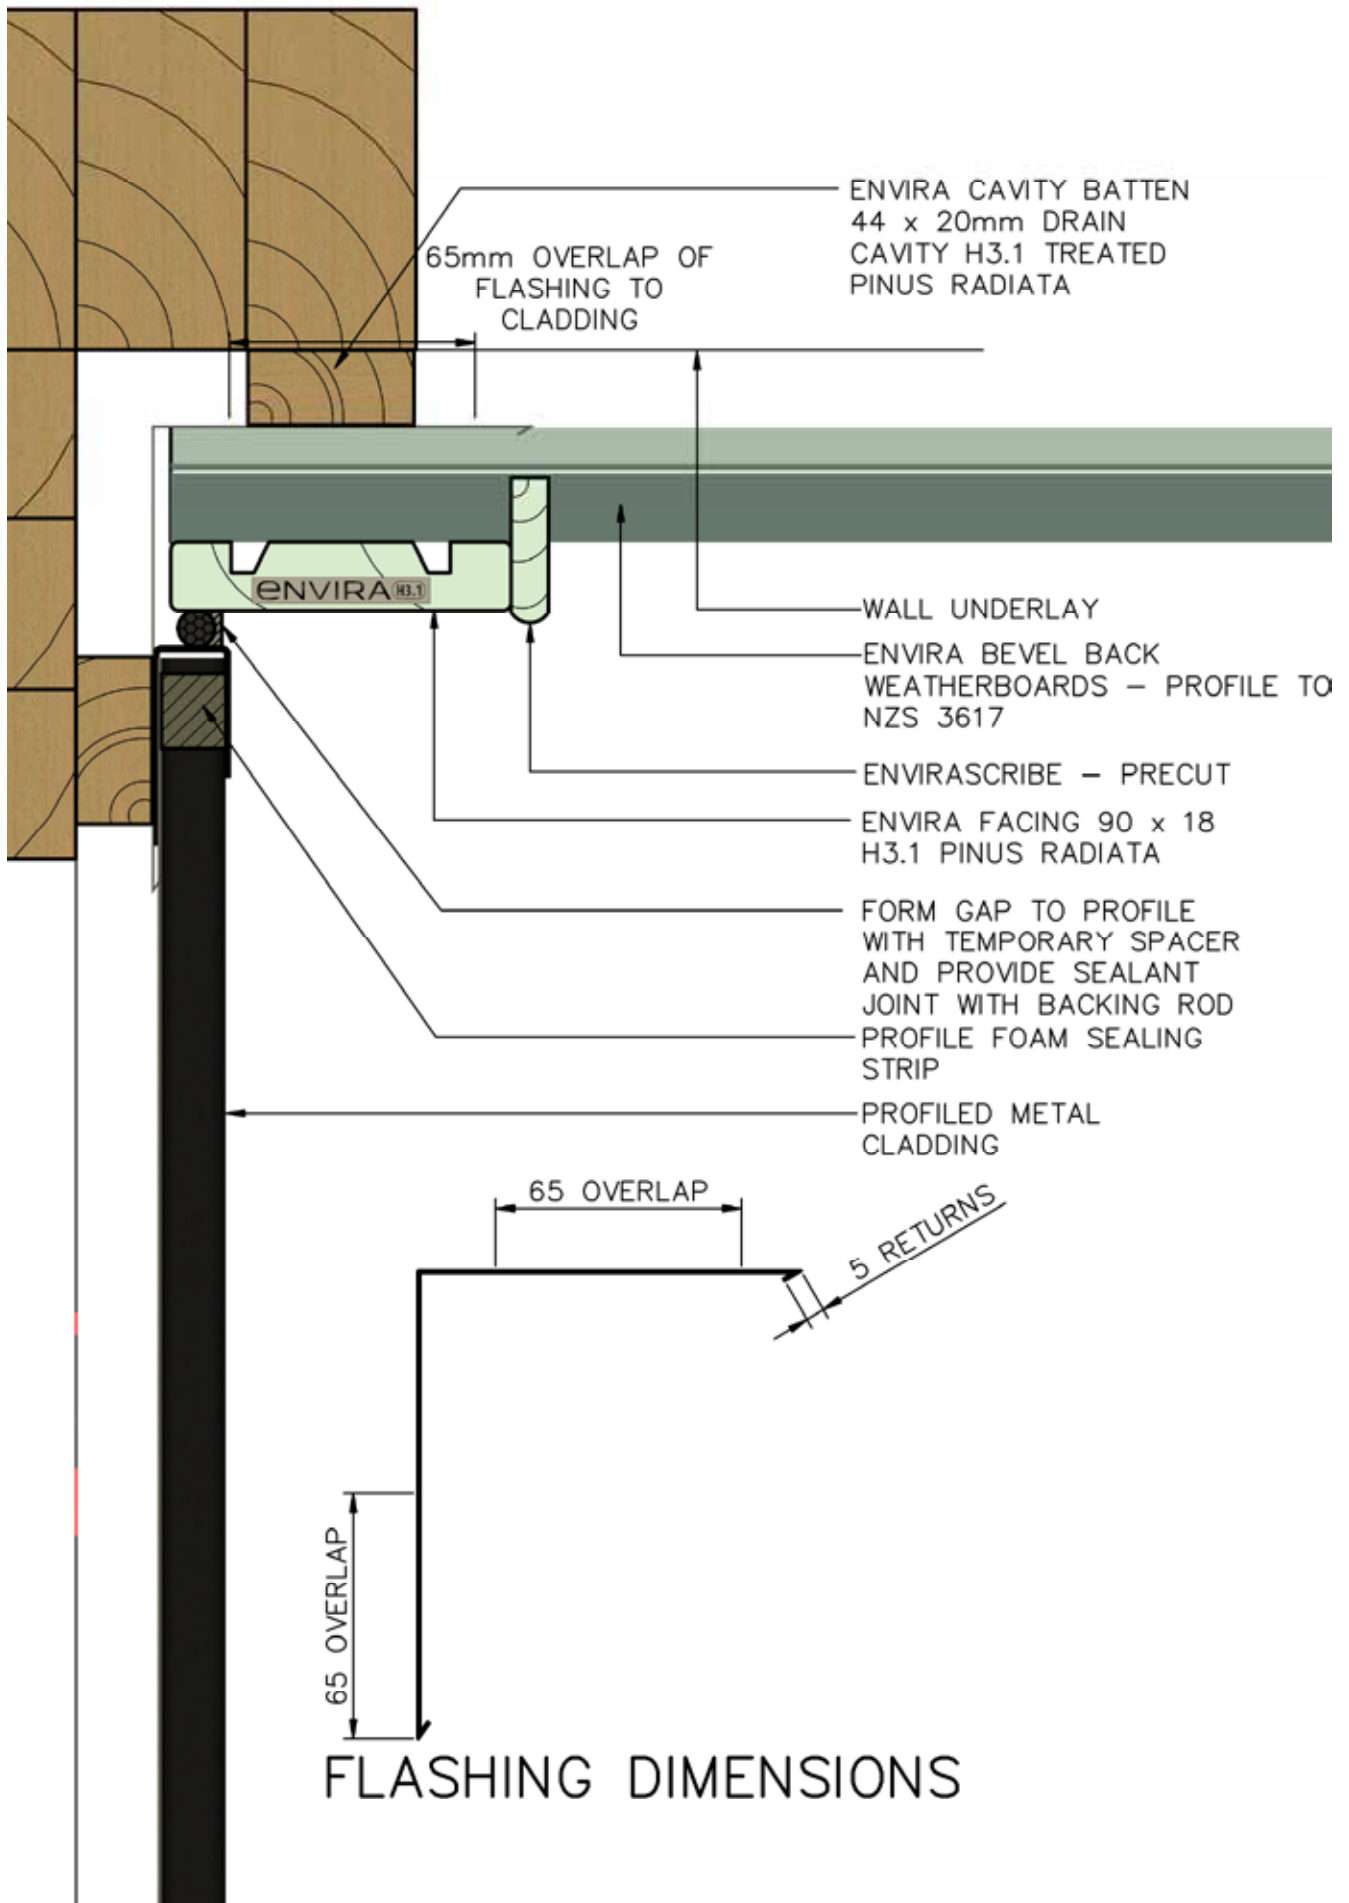 ENVIRA CAVITY BATTEN
44 x 20mm DRAIN
CAVITY H3.1 TREATED
PINUS RADIATA
65mm OVERLAP OF
FLASHING TO
CLADDING
eNVIRA H3.1
WALL UNDERLAY
ENVIRA BEVEL BACK
WEATHERBOARDS – PROFILE TO
NZS 3617
ENVIRASCRIBE – PRECUT
ENVIRA FACING 90 x 18
H3.1 PINUS RADIATA
FORM GAP TO PROFILE
WITH TEMPORARY SPACER
AND PROVIDE SEALANT
JOINT WITH BACKING ROD
PROFILE FOAM SEALING
STRIP
PROFILED METAL
CLADDING
65 OVERLAP
5 RETURNS
65 OVERLAP
FLASHING DIMENSIONS